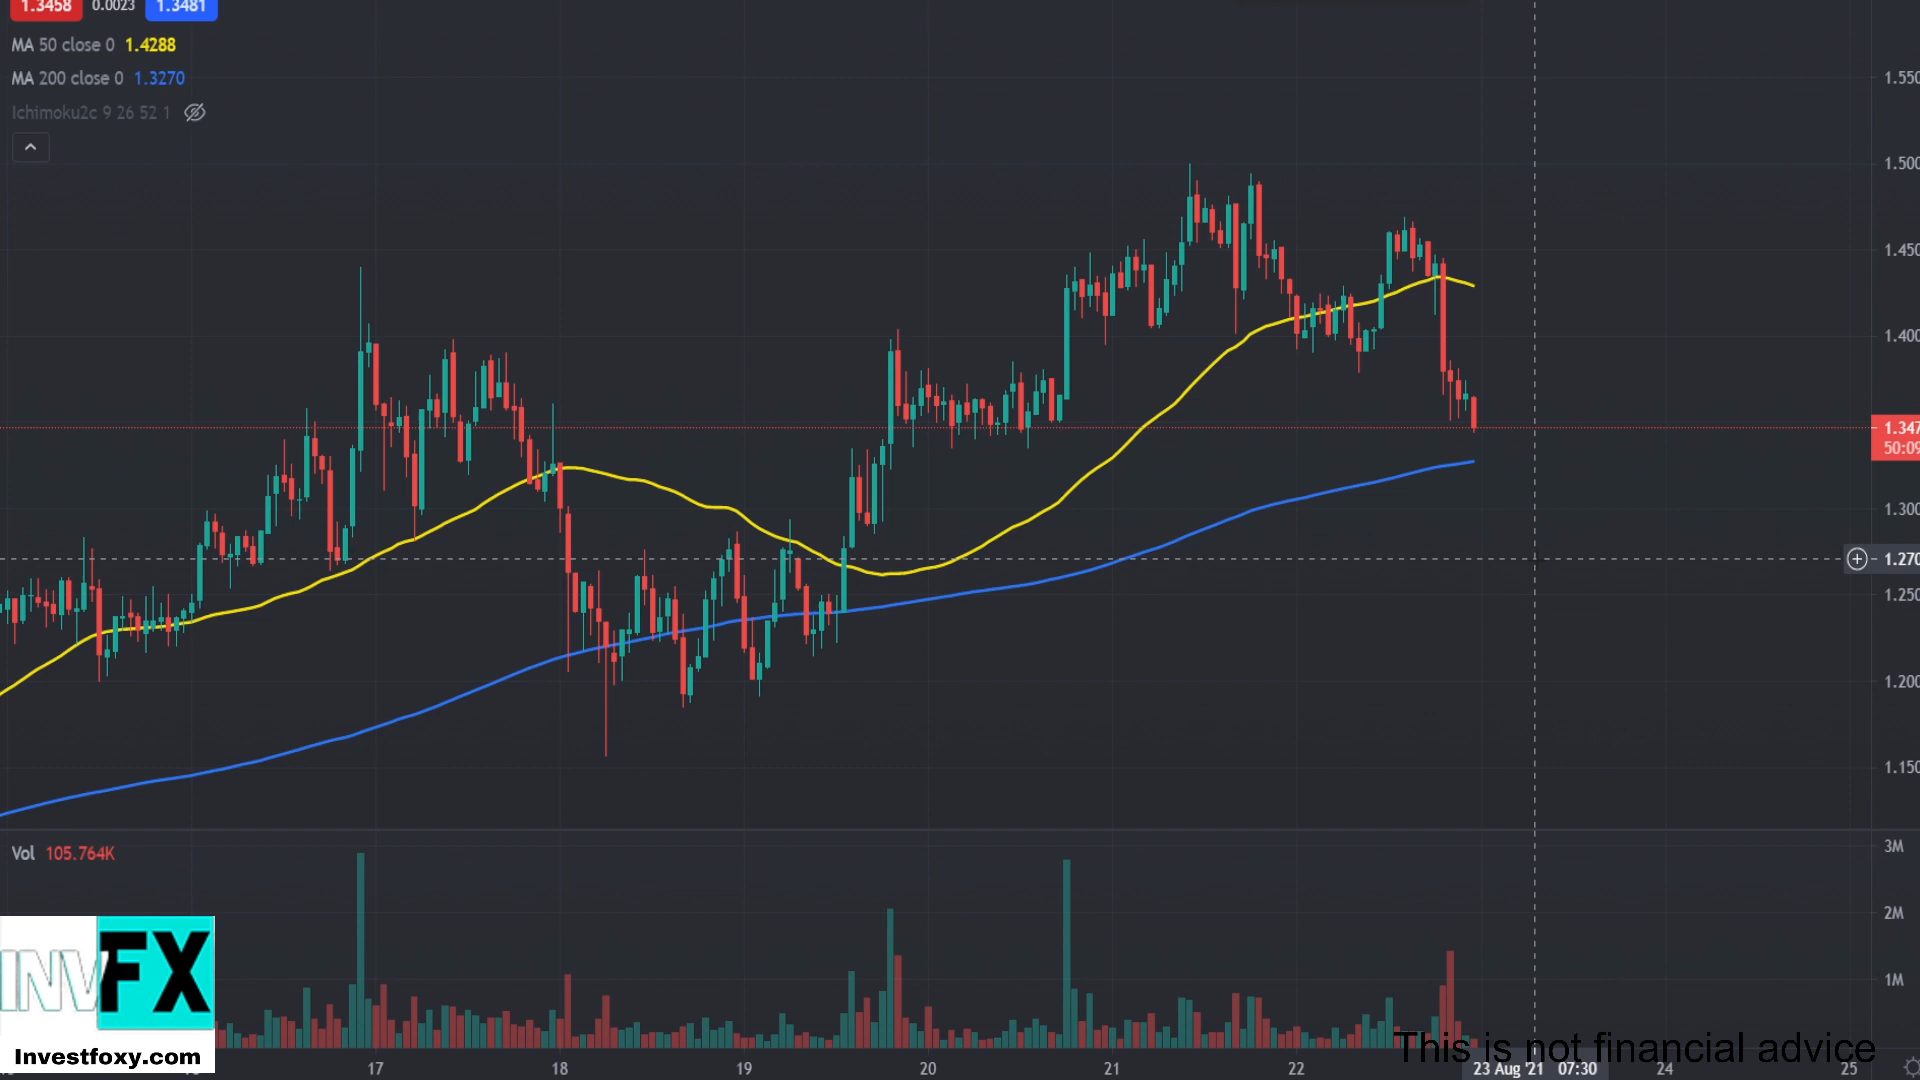 1.3458 0.0023 1.3481
MA 50 close 0 1.4288
MA 200 close 0 1.3270
Ichimoku2c 9 26 52 1
1.550
1.500
1.450
1.400
1.347
50:09
1.300
1.270
1.250
1.200
1.150
Vol 105.764K
3M
2M
1M
INVFX
Investfoxy.com
This is not financial advice
17 18 19 20 21 22 23 Aug '21 07:30 24 25